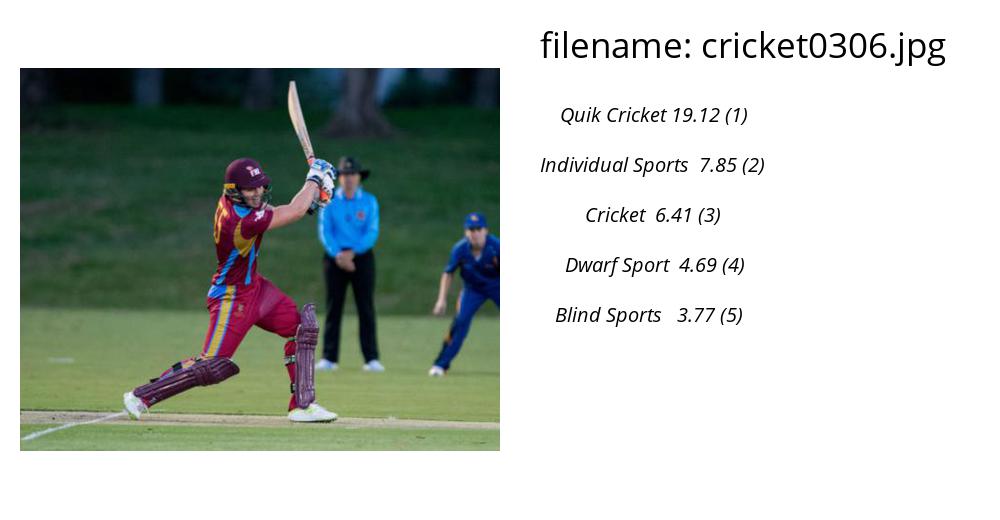 filename: cricket0306.jpg
Quik Cricket 19.12 (1)
Individual Sports 7.85 (2)
Cricket 6.41 (3)
Dwarf Sport 4.69 (4)
Blind Sports 3.77 (5)